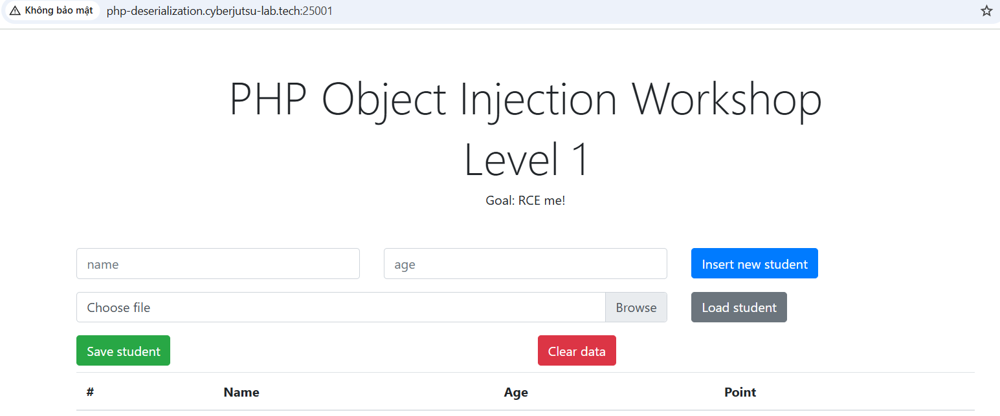 Không bảo mật php-deserialization.cyberjutsu-lab.tech:25001
PHP Object Injection Workshop
Level 1
Goal: RCE me!
name age Insert new student
Choose file Browse Load student
Save student Clear data
# Name Age Point